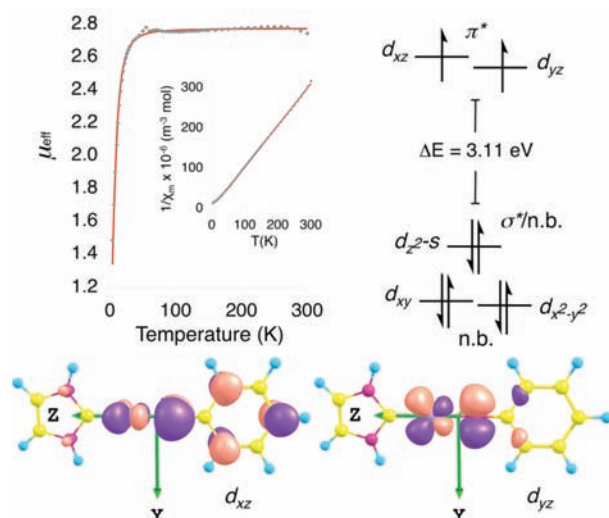 2.8
2.6
2.4
2.2
2.0
1.8
1.6
1.4
1.2
μeff
0 100 200 300
Temperature (K)
300
200
100
0
1/χm x 10-6 (m-3 mol)
0 100 200 300
T(K)
π*
dxz
dyz
ΔE = 3.11 eV
σ*/n.b.
dz2-s
dxy
dx2-y2
n.b.
Z
Y
dxz
Z
Y
dyz